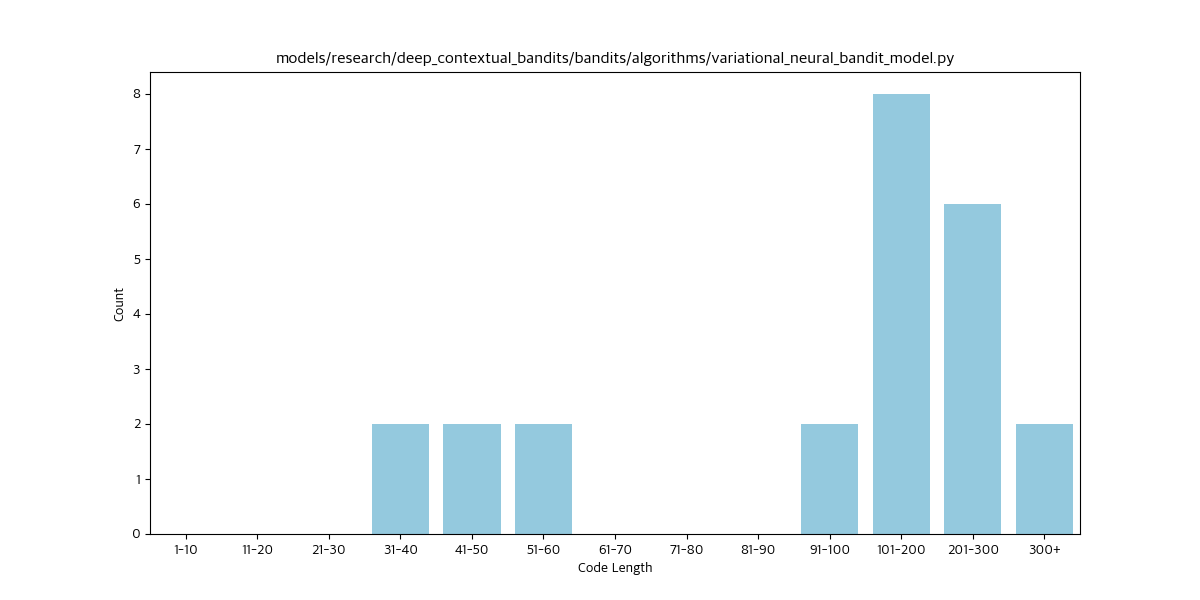 models/research/deep_contextual_bandits/bandits/algorithms/variational_neural_bandit_model.py
8
7
6
5
4
3
2
1
0
Count
1-10 11-20 21-30 31-40 41-50 51-60 61-70 71-80 81-90 91-100 101-200 201-300 300+
Code Length